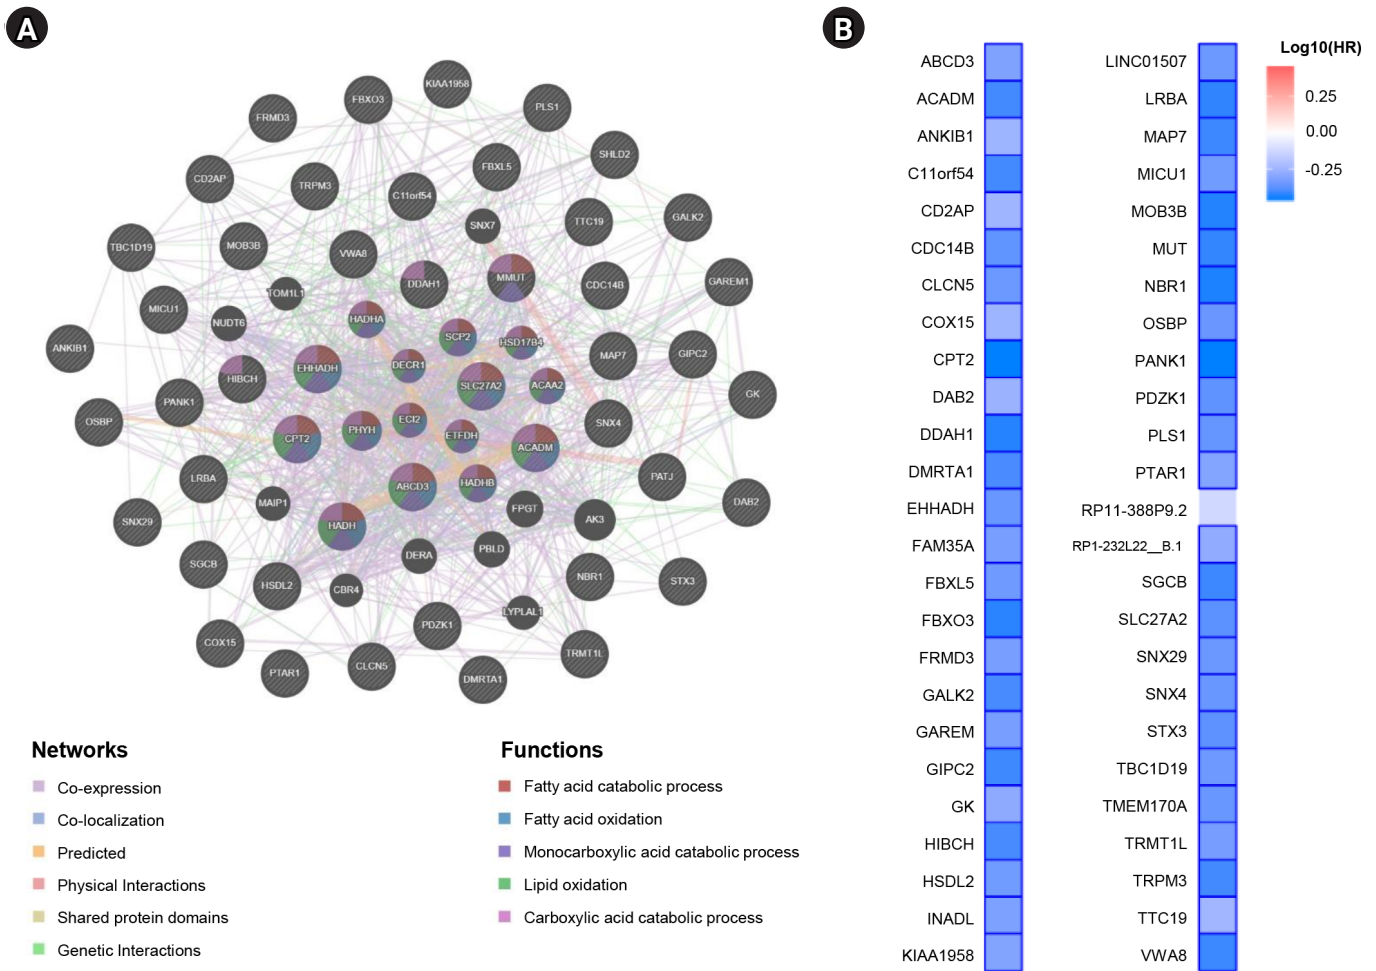 A
KIAA1958
FBXO3
PLS1
FRMD3
SHLD2
FBXL5
CD2AP
TRPM3
C11orf54
SNX7
TTC19
GALK2
TBC1D19
MOB3B
VWA8
DDAH1
MMUT
CDC14B
GAREM1
TOM1L1
MICU1
NUDT6
HADHA
SCP2
HSD17B4
ANKIB1
MAP7
GIPC2
EHHADH
DECR1
HIBCH
SLC27A2
ACAA2
GK
PANK1
OSBP
CPT2
PHYH
ECI2
ETFDH
ACADM
SNX4
LRBA
ABCD3
HADHB
PATJ
DAB2
MAIP1
FPGT
AK3
SNX29
HADH
DERA
PBLD
SGCB
HSDL2
CBR4
NBR1
STX3
LYPLAL1
PDZK1
COX15
TRMT1L
PTAR1
CLCN5
DMRTA1
Networks
Co-expression
Co-localization
Predicted
Physical Interactions
Shared protein domains
Genetic Interactions
Functions
Fatty acid catabolic process
Fatty acid oxidation
Monocarboxylic acid catabolic process
Lipid oxidation
Carboxylic acid catabolic process
B
ABCD3
ACADM
ANKIB1
C11orf54
CD2AP
CDC14B
CLCN5
COX15
CPT2
DAB2
DDAH1
DMRTA1
EHHADH
FAM35A
FBXL5
FBXO3
FRMD3
GALK2
GAREM
GIPC2
GK
HIBCH
HSDL2
INADL
KIAA1958
LINC01507
LRBA
MAP7
MICU1
MOB3B
MUT
NBR1
OSBP
PANK1
PDZK1
PLS1
PTAR1
RP11-388P9.2
RP1-232L22__B.1
SGCB
SLC27A2
SNX29
SNX4
STX3
TBC1D19
TMEM170A
TRMT1L
TRPM3
TTC19
VWA8
Log10(HR)
0.25
0.00
-0.25